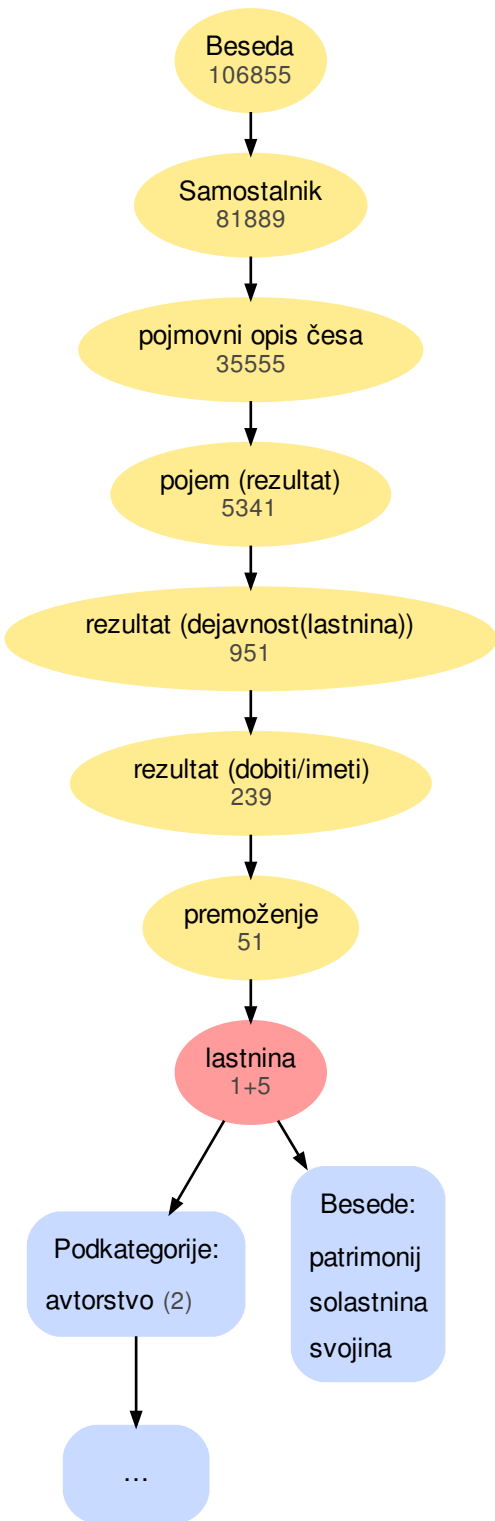 Beseda
106855
Samostalnik
81889
pojmovni opis česa
35555
pojem (rezultat)
5341
rezultat (dejavnost(lastnina))
951
rezultat (dobiti/imeti)
239
premoženje
51
lastnina
1+5
Podkategorije:
avtorstvo (2)
Besede:
patrimonij
solastnina
svojina
...